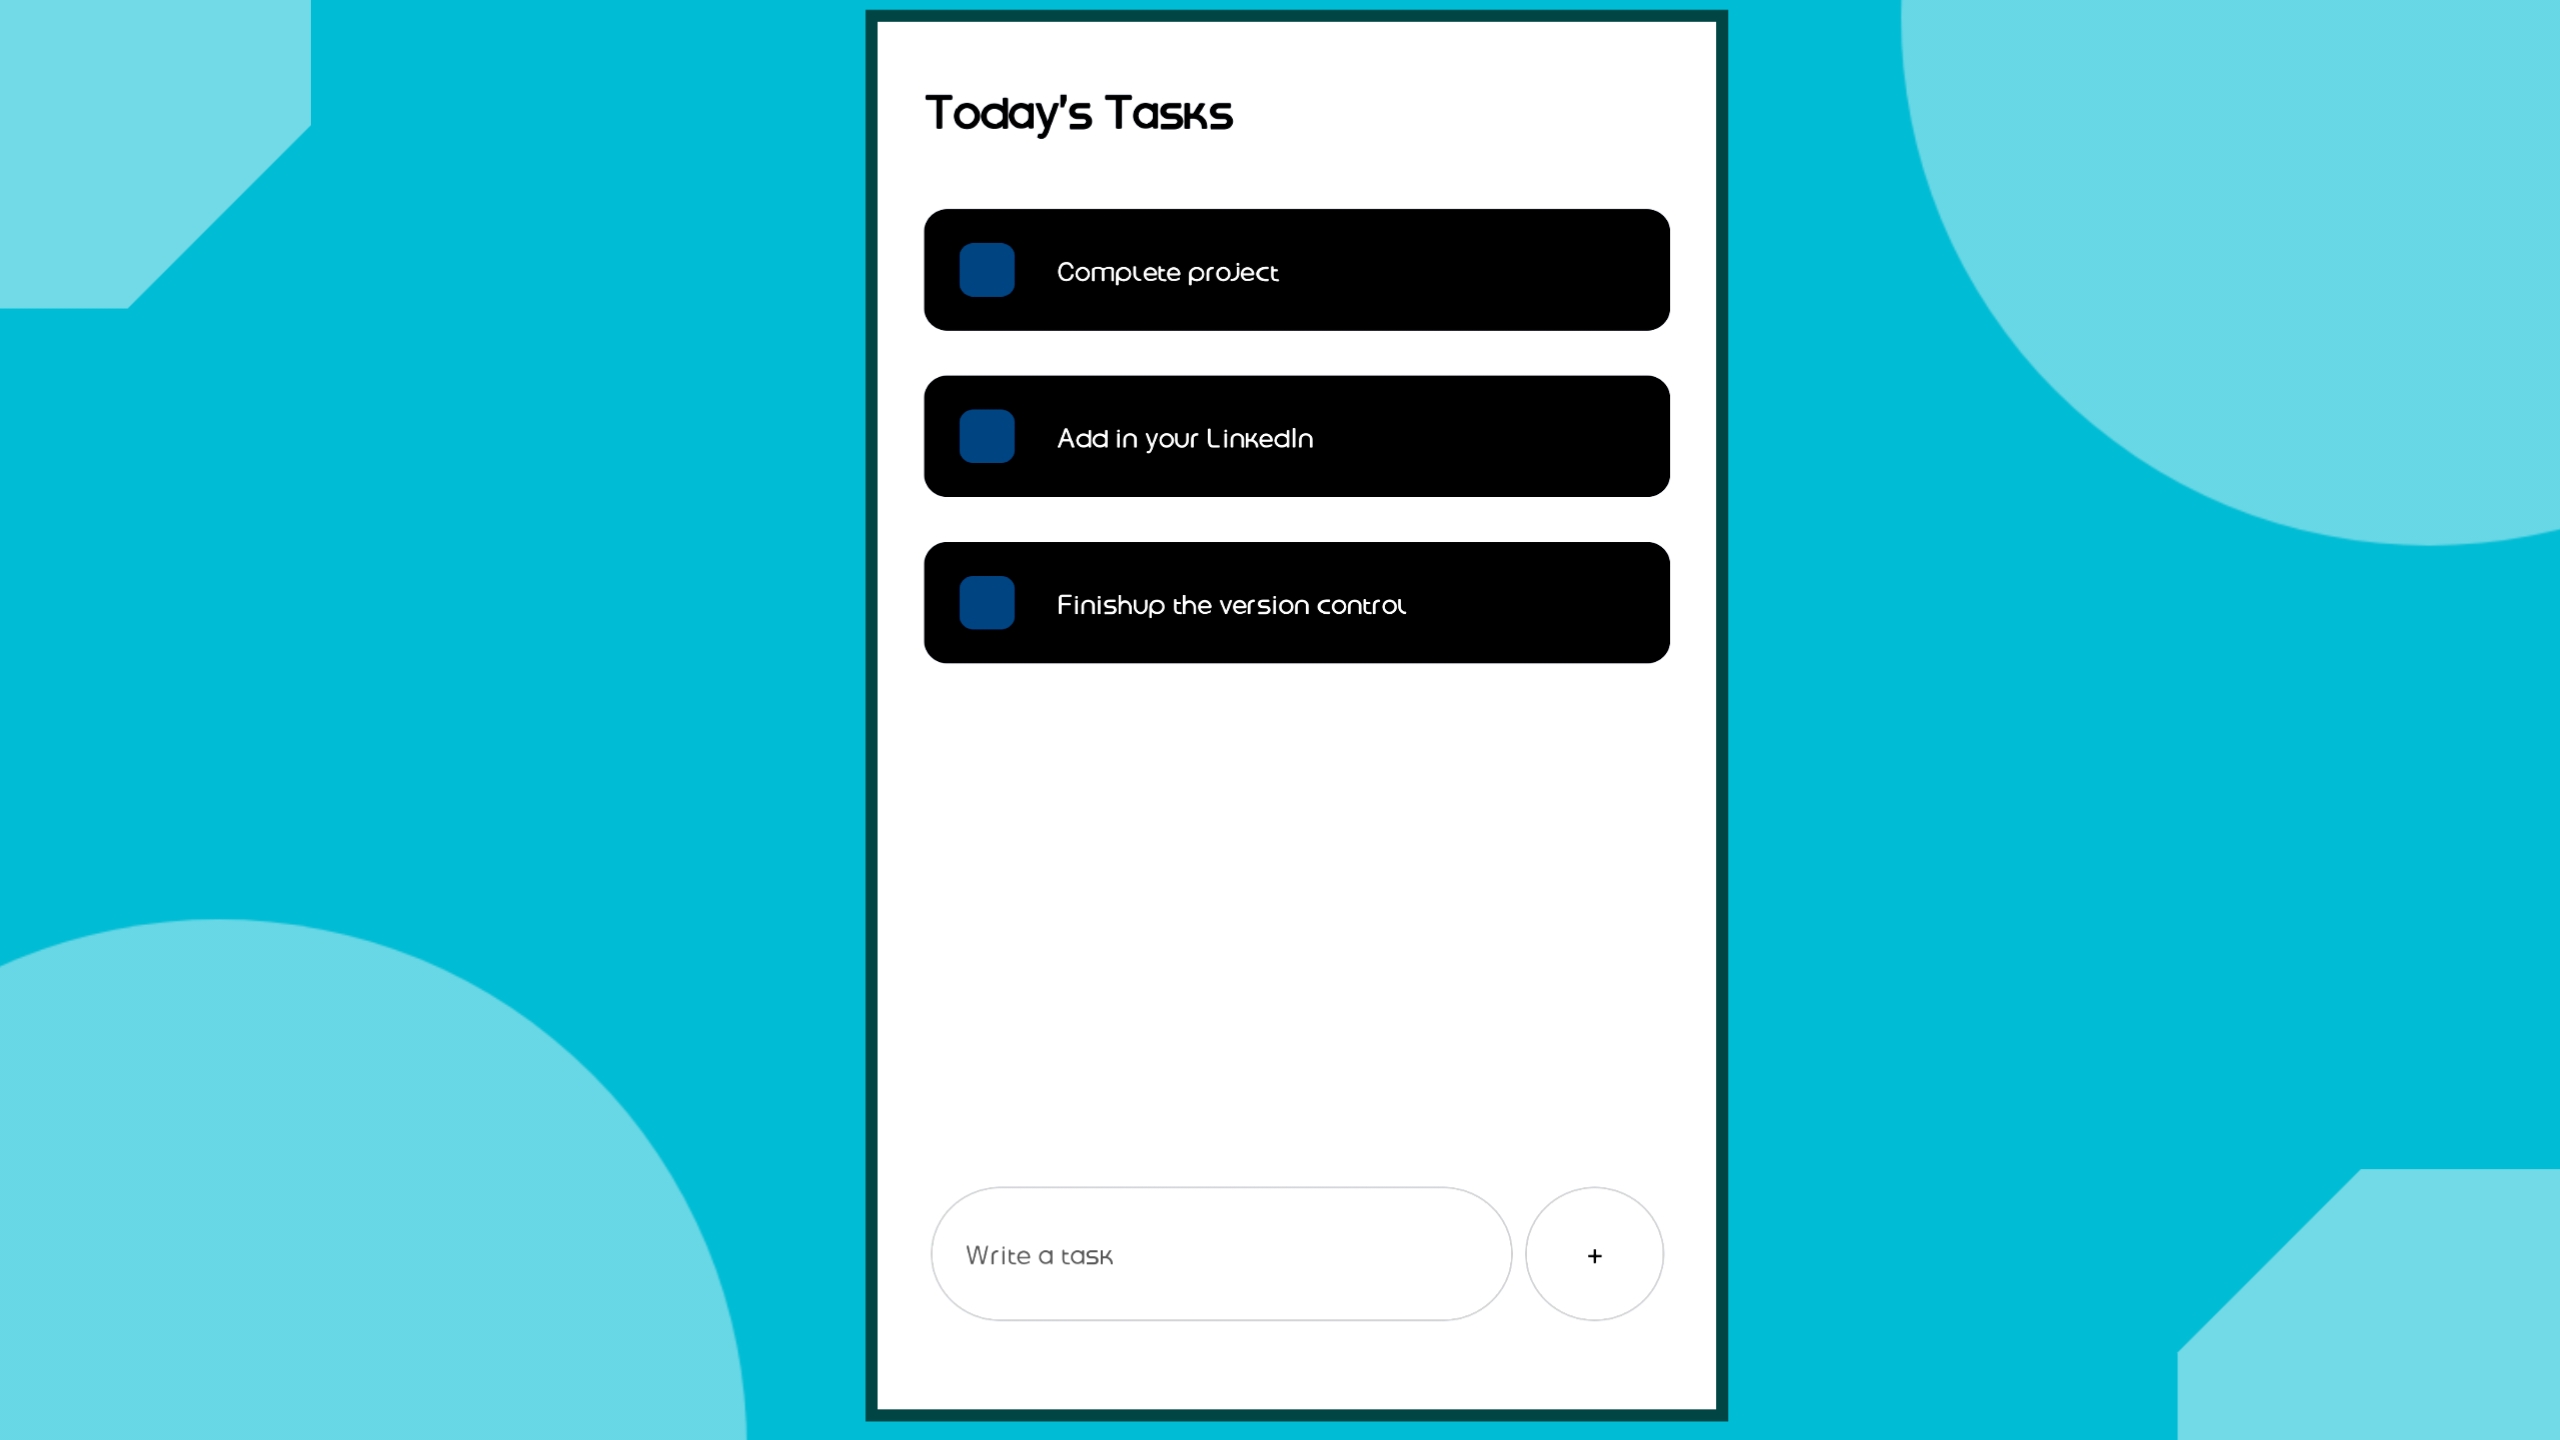 Today's Tasks
Complete project
Add in your LinkedIn
Finishup the version control
Write a task
+